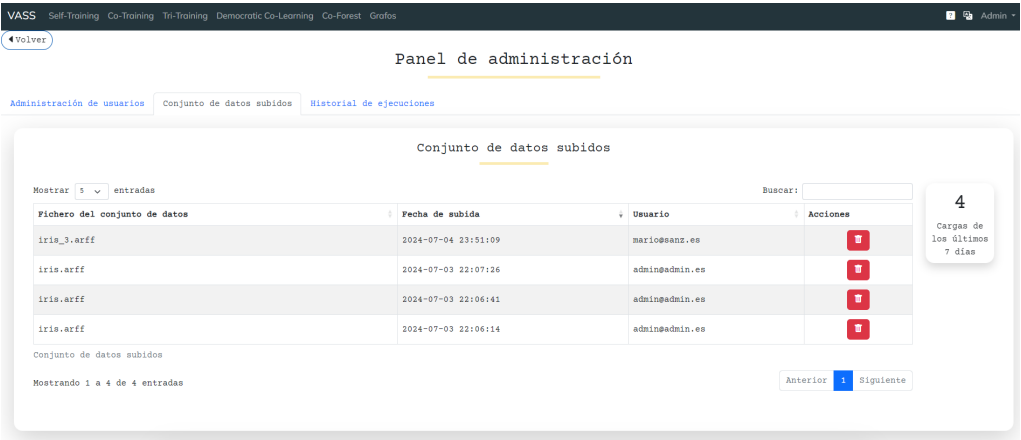 VASS Self-Training Co-Training Tri-Training Democratic Co-Learning Co-Forest Grafos Admin
Volver
Panel de administración
Administración de usuarios Conjunto de datos subidos Historial de ejecuciones
Conjunto de datos subidos
Mostrar 5 entradas Buscar:
Fichero del conjunto de datos Fecha de subida Usuario Acciones
iris_3.arff 2024-07-04 23:51:09 mario@sanz.es
iris.arff 2024-07-03 22:07:26 admin@admin.es
iris.arff 2024-07-03 22:06:41 admin@admin.es
iris.arff 2024-07-03 22:06:14 admin@admin.es
Conjunto de datos subidos
Mostrando 1 a 4 de 4 entradas Anterior 1 Siguiente
4
Cargas de
los últimos
7 días